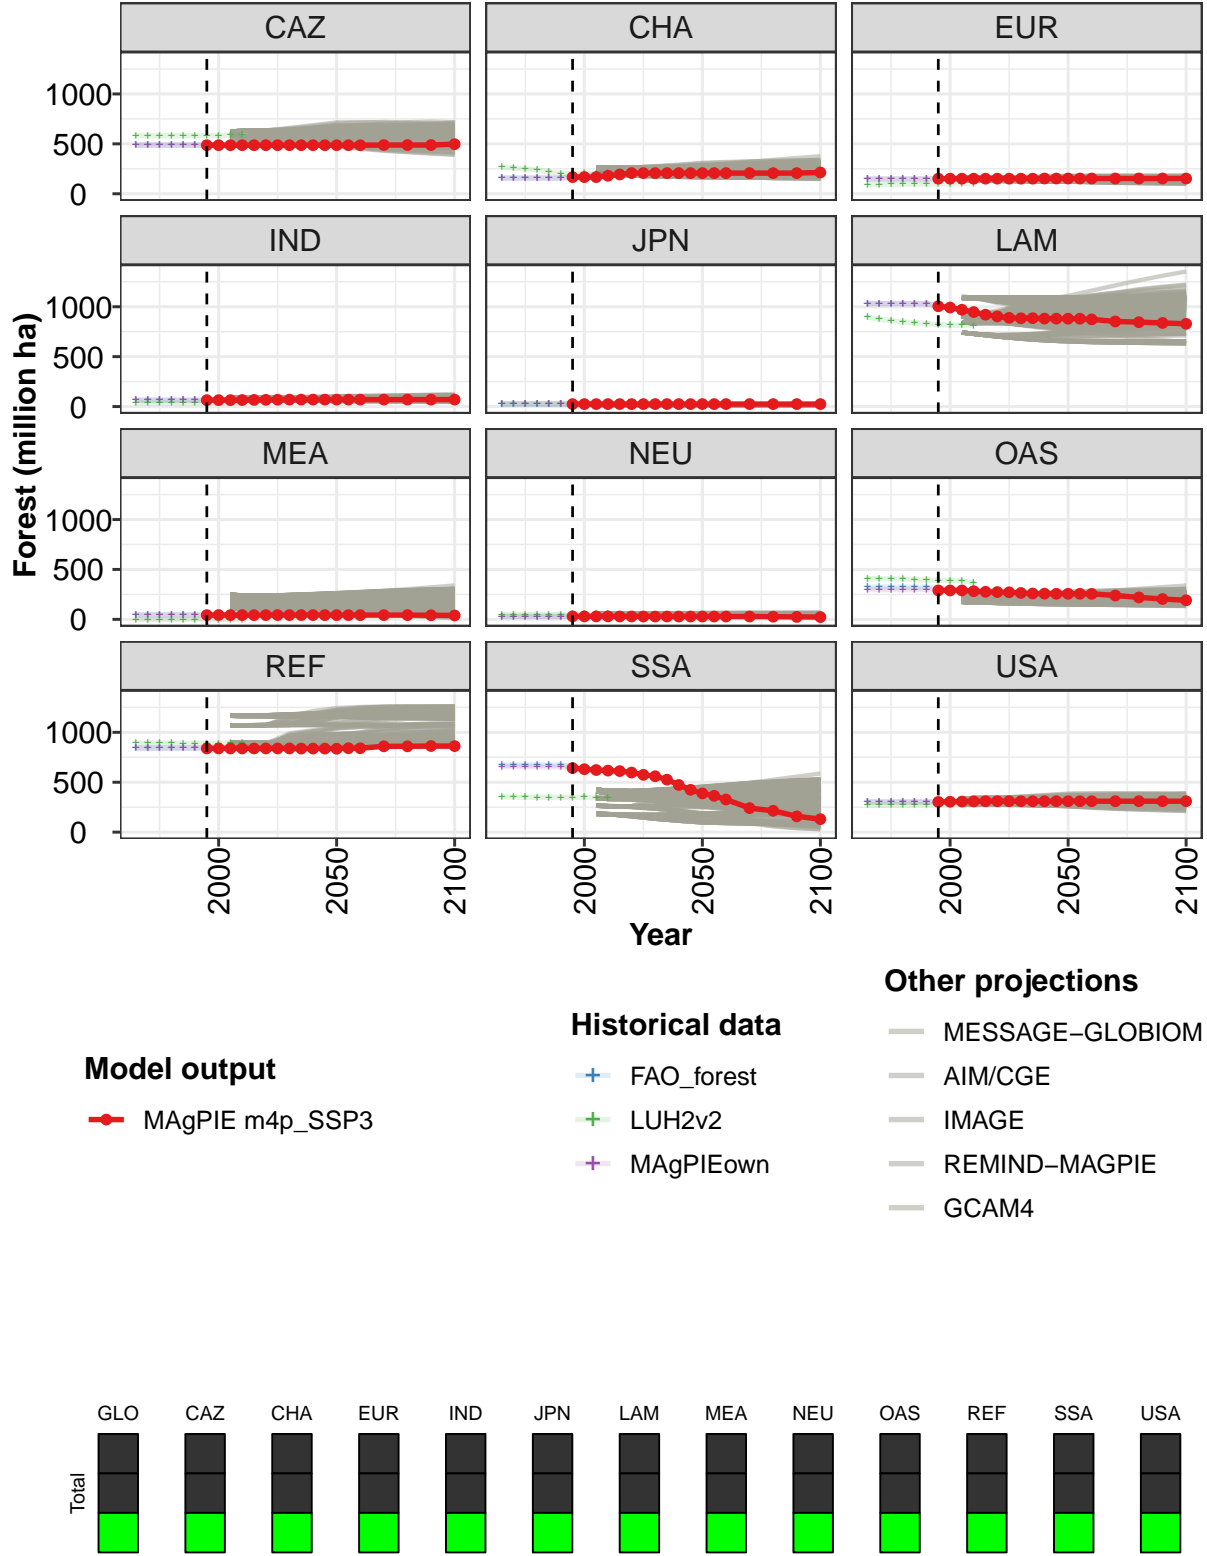 CAZ CHA EUR
1000
500
0
IND JPN LAM
1000
500
0
MEA NEU OAS
1000
500
0
REF SSA USA
1000
500
0
Forest (million ha)
2000 2050 2100 2000 2050 2100 2000 2050 2100
Year
Model output
MAgPIE m4p_SSP3
Historical data
FAO_forest
LUH2v2
MAgPIEown
Other projections
MESSAGE−GLOBIOM
AIM/CGE
IMAGE
REMIND−MAGPIE
GCAM4
GLO CAZ CHA EUR IND JPN LAM MEA NEU OAS REF SSA USA
Total